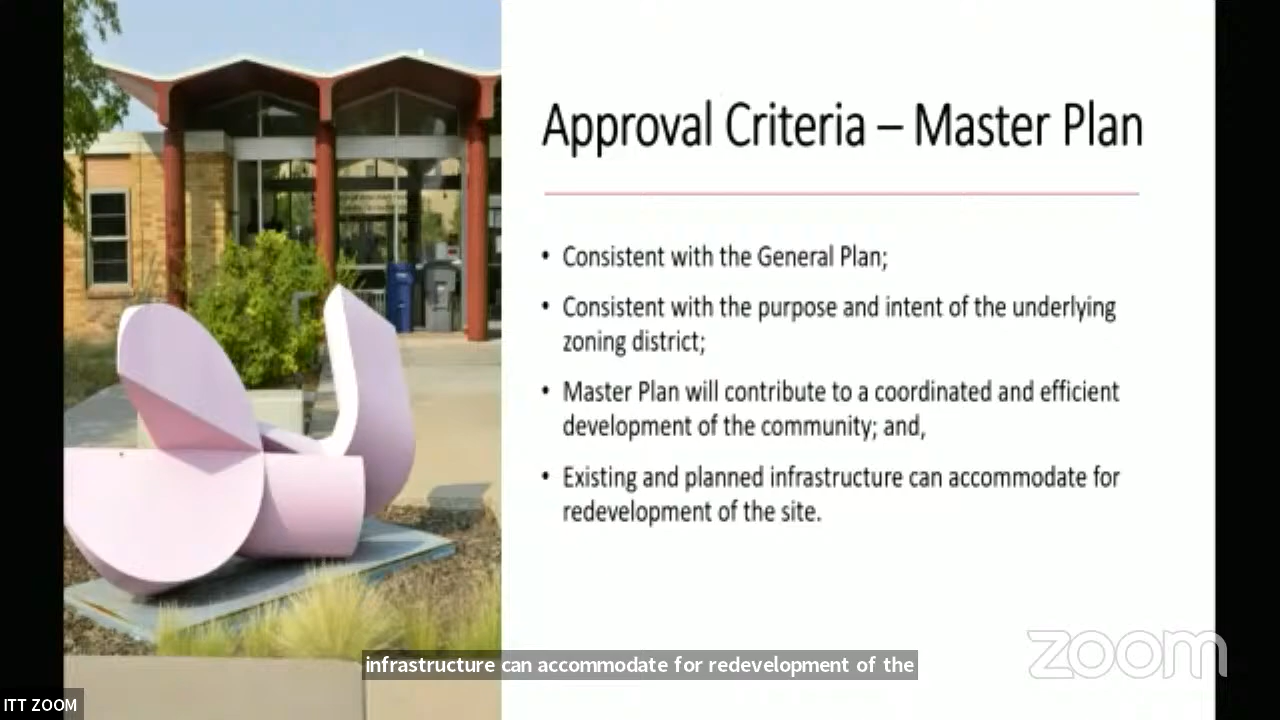 Approval Criteria – Master Plan
• Consistent with the General Plan;
• Consistent with the purpose and intent of the underlying
zoning district;
• Master Plan will contribute to a coordinated and efficient
development of the community; and,
• Existing and planned infrastructure can accommodate for
redevelopment of the site.
infrastructure can accommodate for redevelopment of the
zoom
ITT ZOOM